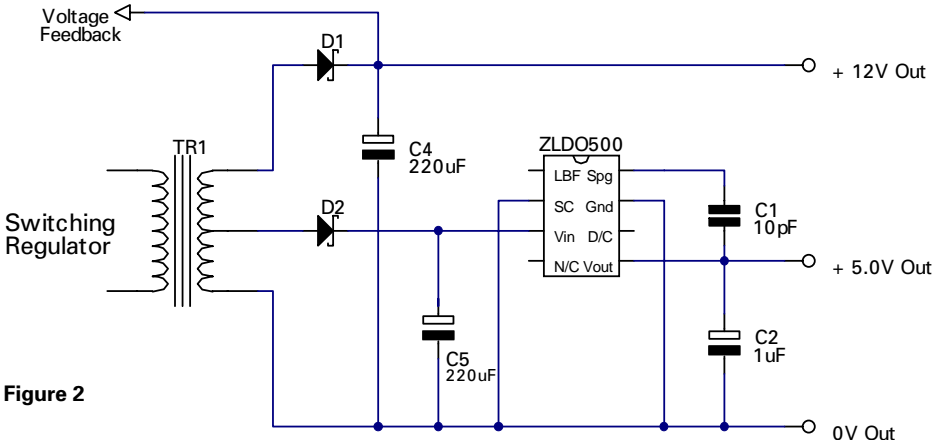 Voltage
Feedback
D1
+ 12V Out
TR1
C4
220uF
ZLDO500
LBF Spg
SC Gnd
Vin D/C
N/C Vout
D2
C1
10pF
Switching
Regulator
+ 5.0V Out
C2
1uF
C5
220uF
Figure 2
0V Out